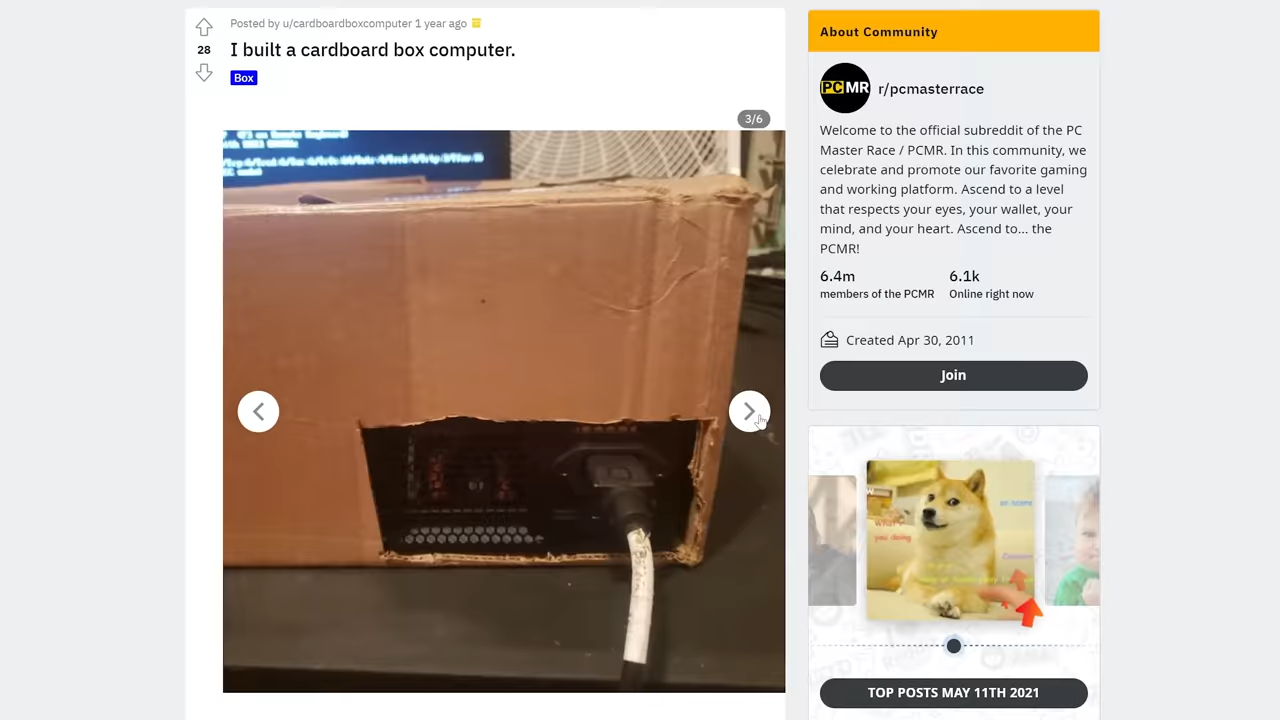 Posted by u/cardboardboxcomputer 1 year ago
28
I built a cardboard box computer.
Box
3/6
About Community
PCMR
r/pcmasterrace
Welcome to the official subreddit of the PC
Master Race / PCMR. In this community, we
celebrate and promote our favorite gaming
and working platform. Ascend to a level
that respects your eyes, your wallet, your
mind, and your heart. Ascend to... the
PCMR!
6.4m
members of the PCMR
6.1k
Online right now
Created Apr 30, 2011
Join
what's
you doing
TOP POSTS MAY 11TH 2021